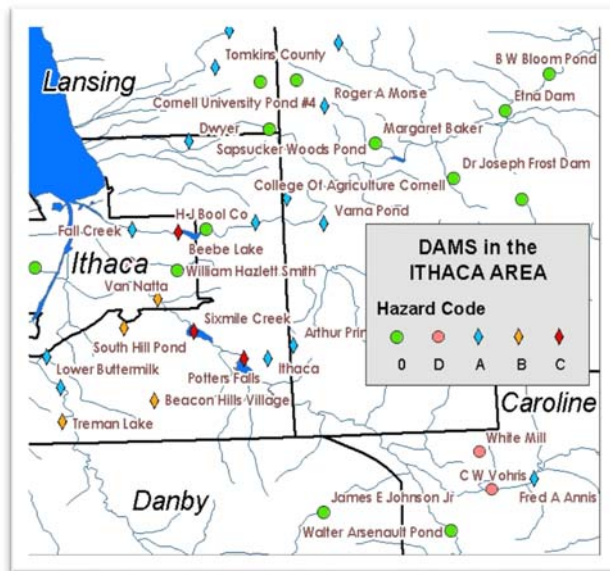 Tomkins County
B W Bloom Pond
Lansing
Cornell University Pond #4
Roger A Morse
Etna Dam
Dwyer
Margaret Baker
Sapsucker Woods Pond
Dr Joseph Frost Dam
College Of Agriculture Cornell
H-J Bool Co
Varna Pond
Fall Creek
Beebe Lake
Ithaca
William Hazlett Smith
Van Natta
DAMS in the
ITHACA AREA
Hazard Code
0 D A B C
Sixmile Creek
South Hill Pond
Arthur Prin
Lower Buttermilk
Potters Falls
Ithaca
Beacon Hills Village
Caroline
Treman Lake
White Mill
C W Vohris
Danby
James E Johnson Jr
Fred A Annis
Walter Arsenault Pond